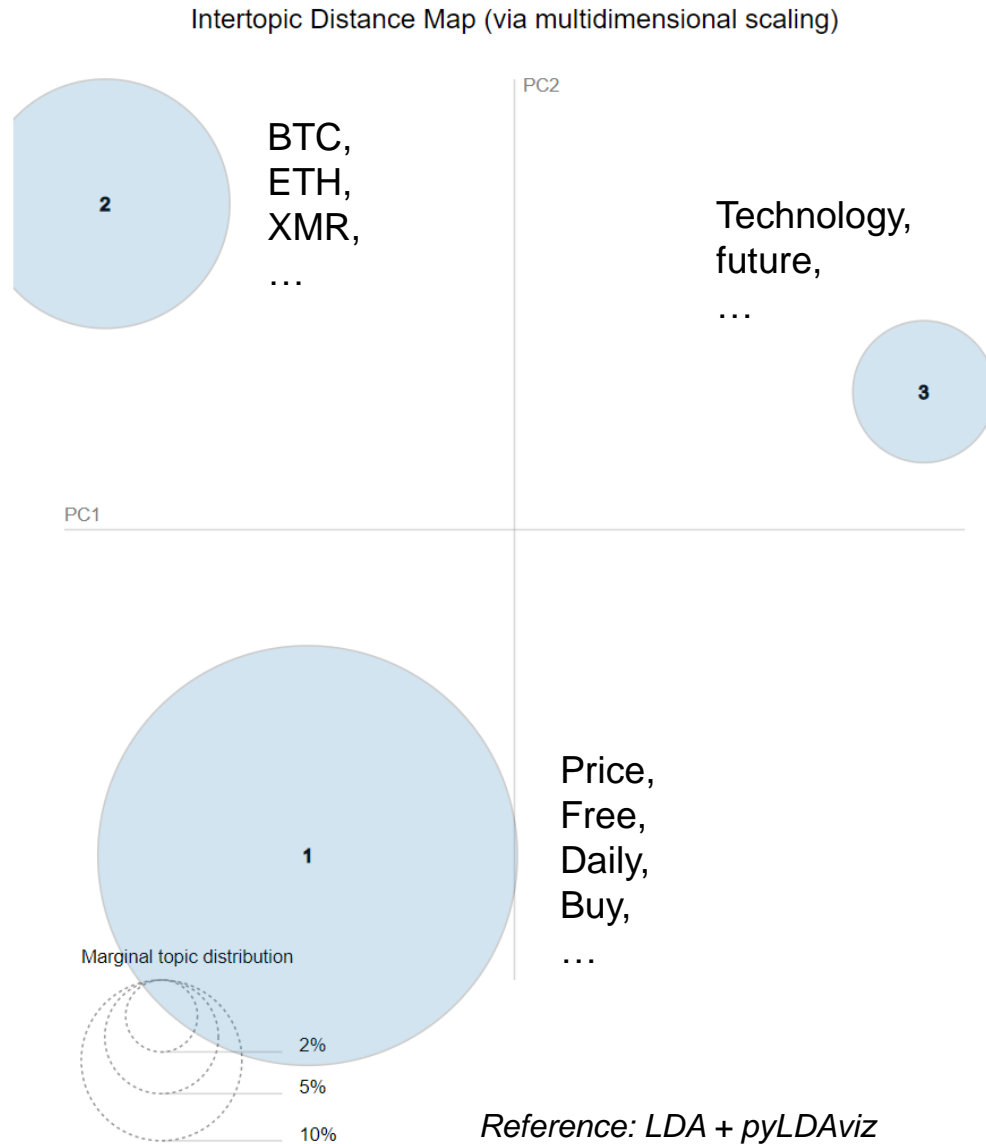 Intertopic Distance Map (via multidimensional scaling)
PC2
2
BTC,
ETH,
XMR,
…
Technology,
future,
…
3
PC1
1
Price,
Free,
Daily,
Buy,
…
Marginal topic distribution
2%
5%
10%
Reference: LDA + pyLDAviz